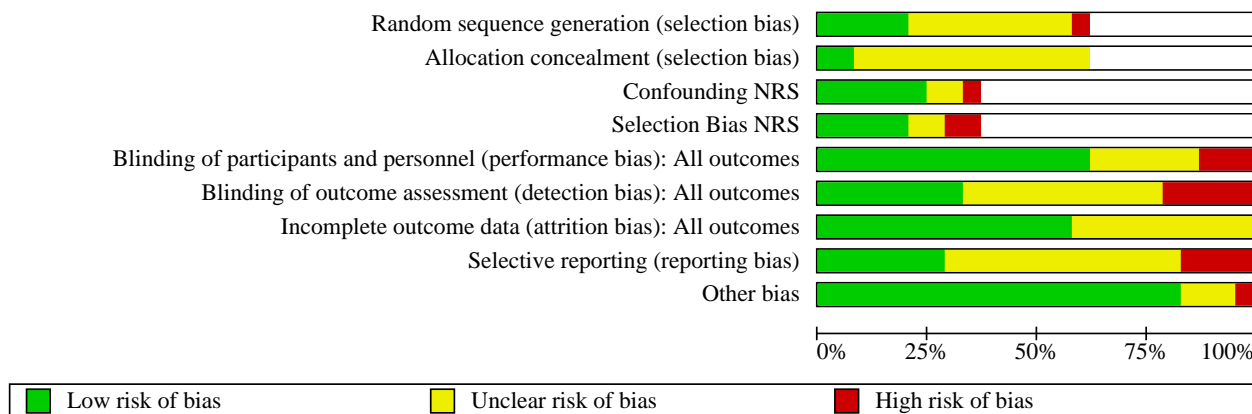 Random sequence generation (selection bias)
Allocation concealment (selection bias)
Confounding NRS
Selection Bias NRS
Blinding of participants and personnel (performance bias): All outcomes
Blinding of outcome assessment (detection bias): All outcomes
Incomplete outcome data (attrition bias): All outcomes
Selective reporting (reporting bias)
Other bias
0% 25% 50% 75% 100%
Low risk of bias Unclear risk of bias High risk of bias